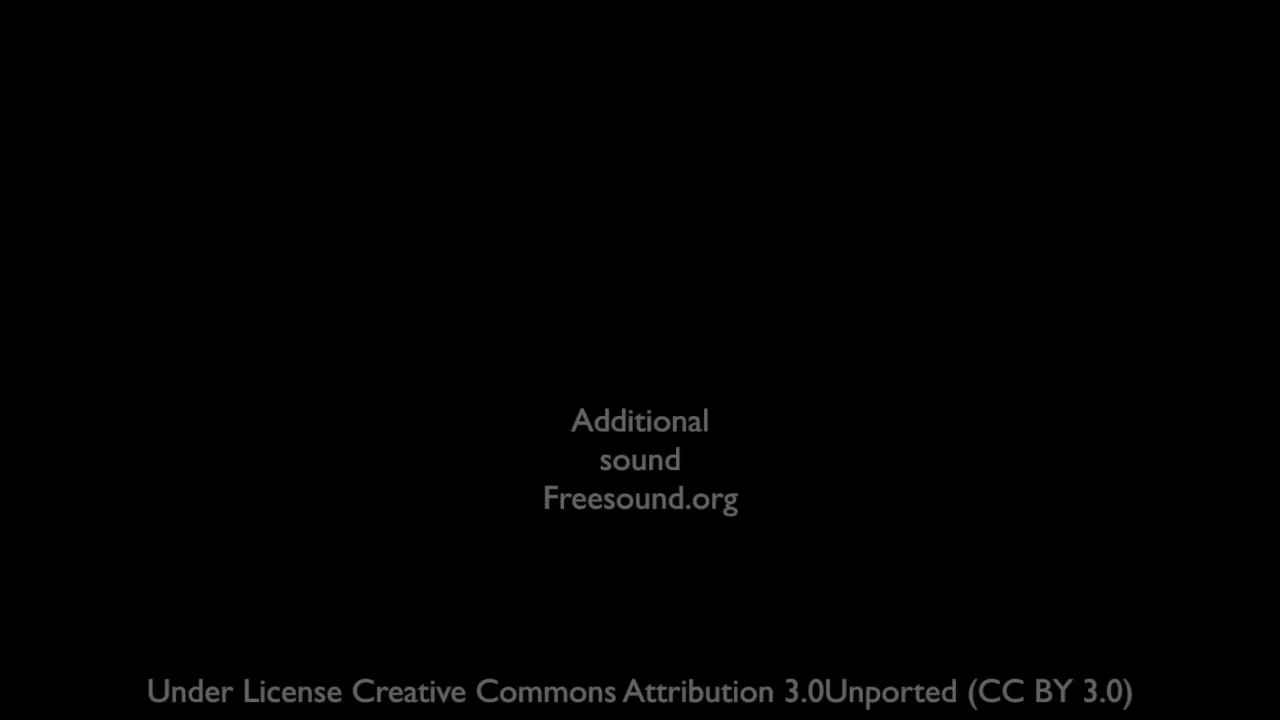 Additional
sound
Freesound.org
Under License Creative Commons Attribution 3.0Unported (CC BY 3.0)